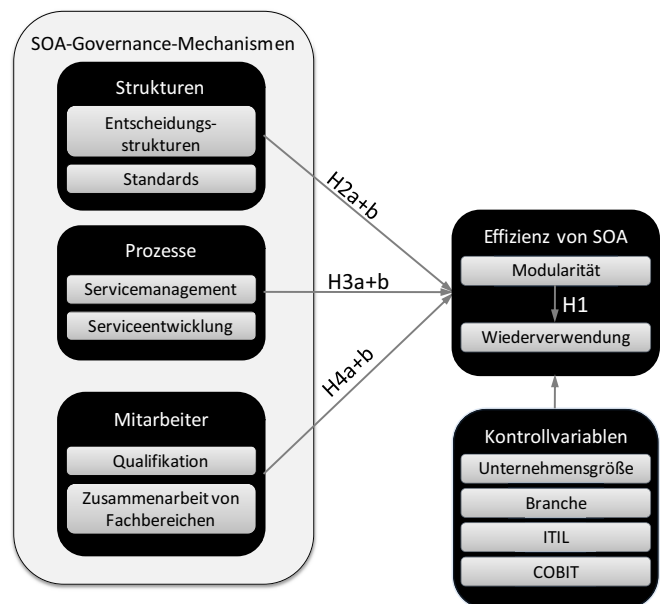 SOA-Governance-Mechanismen
Strukturen
Entscheidungs-
strukturen
Standards
H2a+b
Prozesse
Servicemanagement
Serviceentwicklung
H3a+b
Mitarbeiter
Qualifikation
Zusammenarbeit von
Fachbereichen
H4a+b
Effizienz von SOA
Modularität
H1
Wiederverwendung
Kontrollvariablen
Unternehmensgröße
Branche
ITIL
COBIT